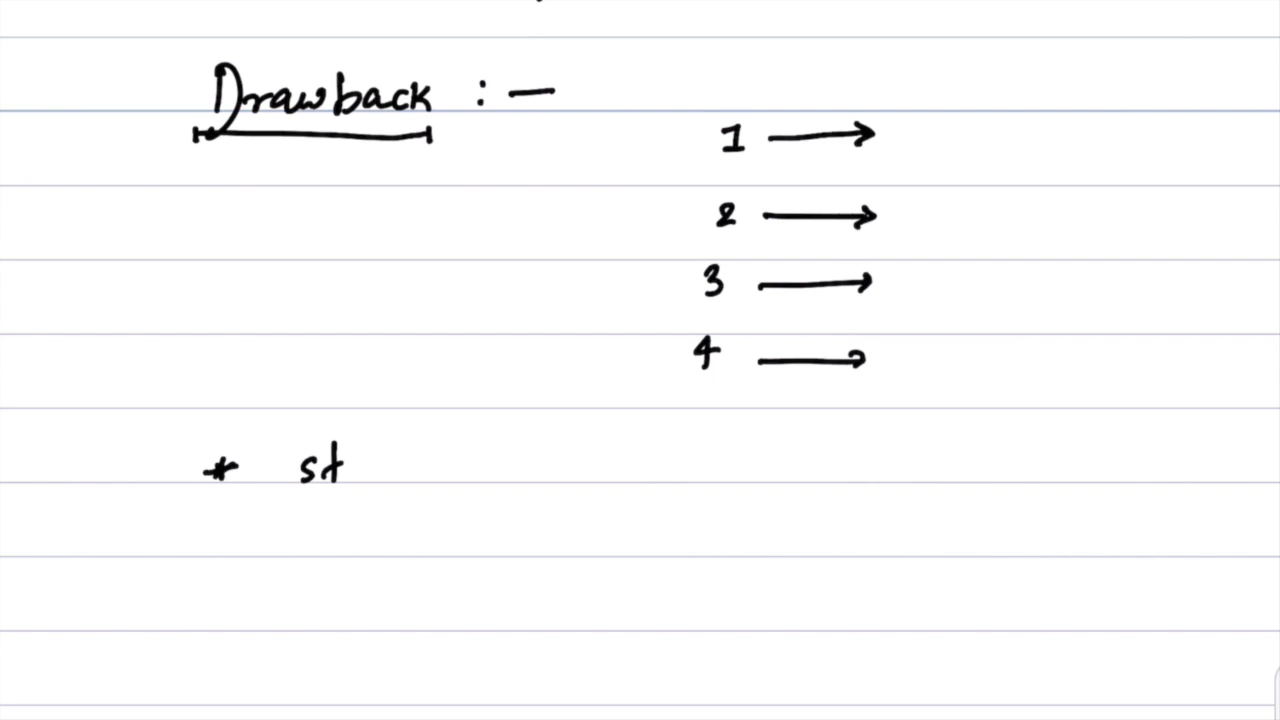 Drawback : —
1 →
2 →
3 →
4 →
* st